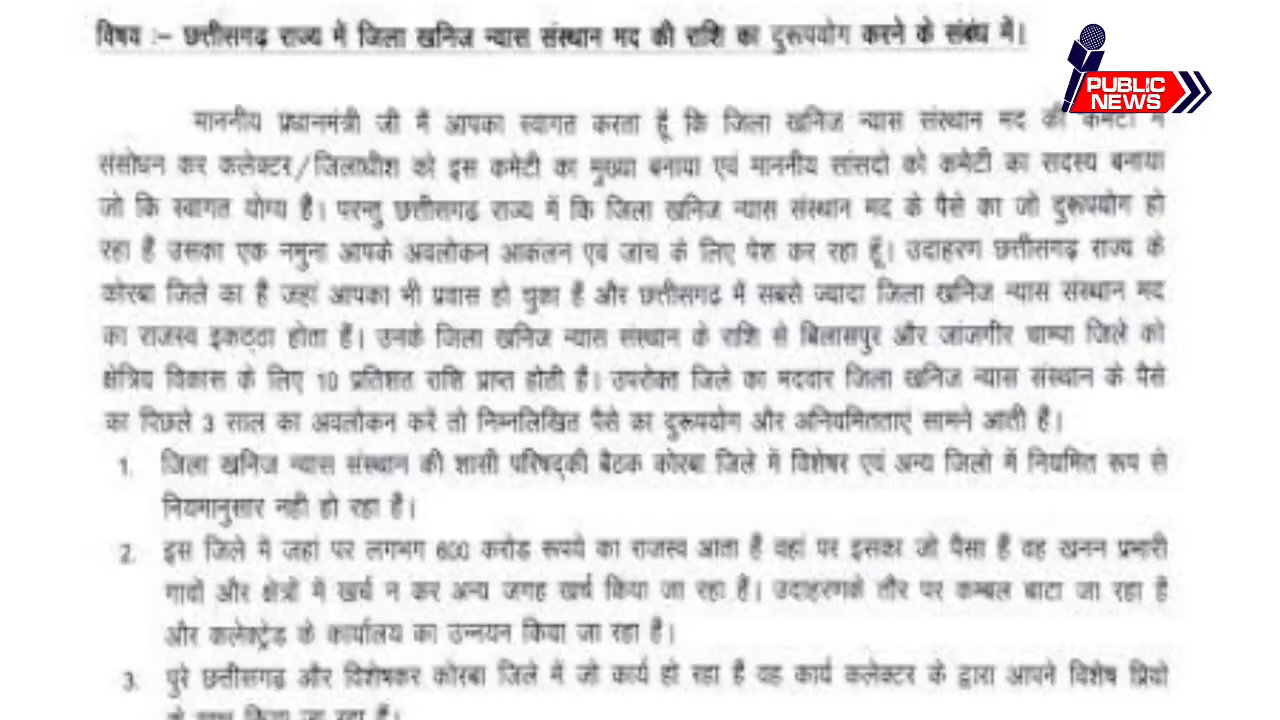 विषय :– छत्तीसगढ़ राज्य में जिला खनिज न्यास संस्थान मद की राशि का दुरूपयोग करने के संबंध में।
PUBLIC
NEWS
माननीय प्रधानमंत्री जी मैं आपका स्वागत करता हूँ कि जिला खनिज न्यास संस्थान मद की कमेटी में
संसोधन कर कलेक्टर/जिलाधीश को इस कमेटी का मुख्या बनाया एवं माननीय सांसदो को कमेटी का सदस्य बनाया
जो कि स्वागत योग्य है। परन्तु छत्तीसगढ़ राज्य में कि जिला खनिज न्यास संस्थान मद के पैसे का जो दुरूपयोग हो
रहा है उसका एक नमुना आपके अवलोकन आकंलन एवं जांच के लिए पेश कर रहा हूँ। उदाहरण छत्तीसगढ़ राज्य के
कोरबा जिले का है जहां आपका भी प्रवास हो चुका है और छत्तीसगढ़ में सबसे ज्यादा जिला खनिज न्यास संस्थान मद
का राजस्व इकट्ठा होता है। उनके जिला खनिज न्यास संस्थान के राशि से बिलासपुर और जांजगीर चाम्पा जिले को
क्षेत्रिय विकास के लिए 10 प्रतिशत राशि प्राप्त होती है। उपरोक्त जिले का मदवार जिला खनिज न्यास संस्थान के पैसे
का पिछले 3 साल का अवलोकन करें तो निम्नलिखित पैसे का दुरूपयोग और अनियमितताएं सामने आती है।
1. जिला खनिज न्यास संस्थान की शासी परिषद्की बैठक कोरबा जिले में विशेषर एवं अन्य जिलो में नियमित रूप से
नियमानुसार नही हो रहा है।
2. इस जिले में जहां पर लगभग 600 करोड़ रूपये का राजस्व आता है वहां पर इसका जो पैसा है वह खनन प्रभारी
गावों और क्षेत्रों में खर्च न कर अन्य जगह खर्च किया जा रहा है। उदाहरणके तौर पर कम्बल बाटा जा रहा है
और कलेक्ट्रेड के कार्यालय का उन्नयन किया जा रहा है।
3. पुरे छत्तीसगढ़ और विशेषकर कोरबा जिले में जो कार्य हो रहा है वह कार्य कलेक्टर के द्वारा आपने विशेष प्रियो